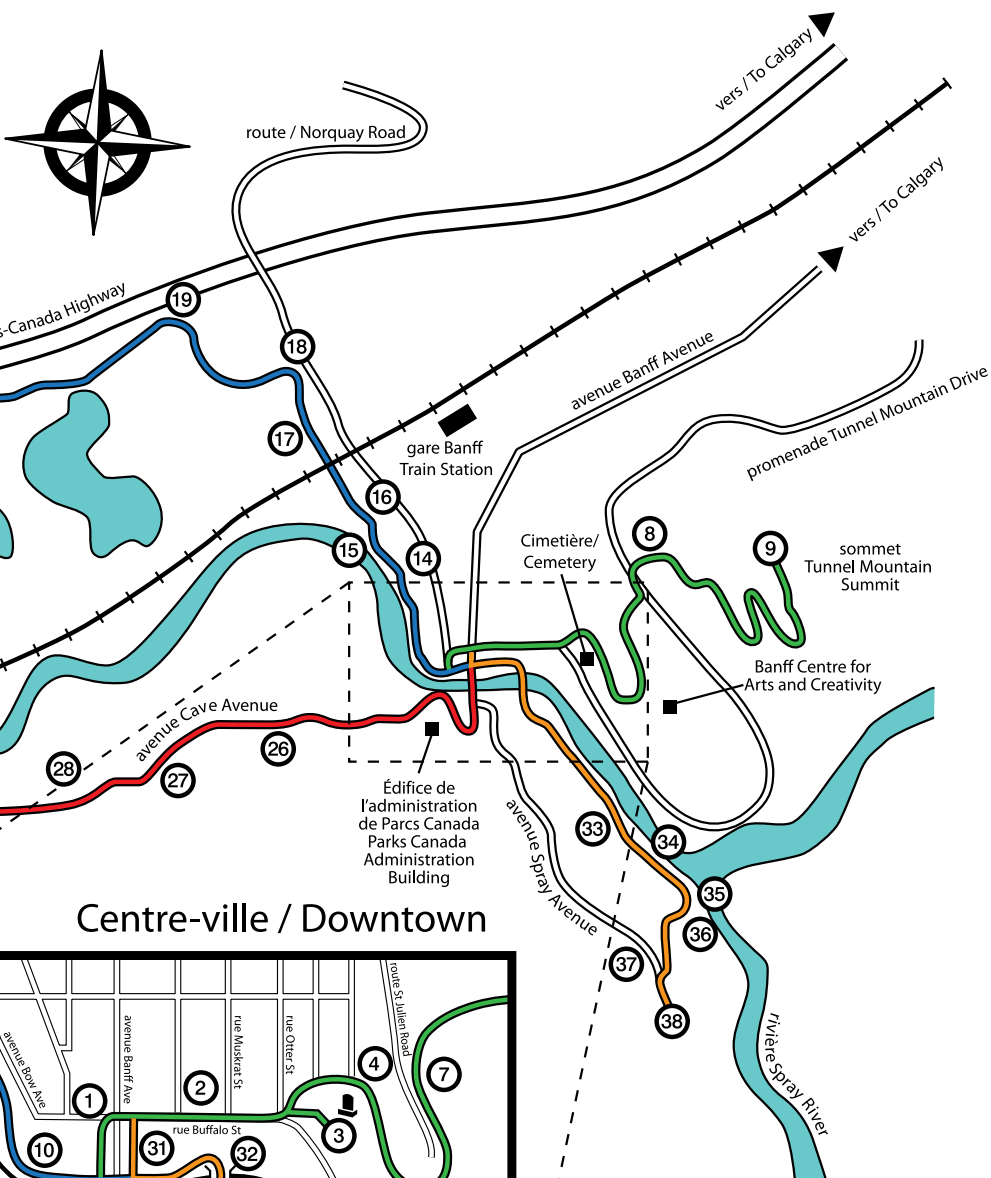 vers / To Calgary
route / Norquay Road
vers / To Calgary
s-Canada Highway
19
18
avenue Banff Avenue
promenade Tunnel Mountain Drive
17
gare Banff
Train Station
16
15
14
Cimetière/
Cemetery
8
9
sommet
Tunnel Mountain
Summit
Banff Centre for
Arts and Creativity
avenue Cave Avenue
28
27
26
Édifice de
l'administration
de Parcs Canada
Parks Canada
Administration
Building
avenue Spray Avenue
33
34
35
36
37
38
rivière Spray River
Centre-ville / Downtown
avenue Bow Ave
avenue Banff Ave
rue Muskrat St
rue Otter St
route St Julien Road
1
2
4
7
rue Buffalo St
3
10
31
32